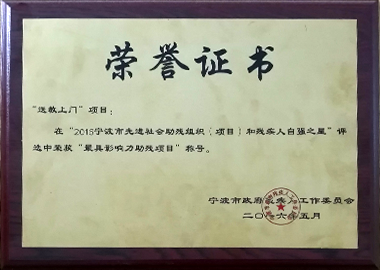 荣誉证书
“送教上门”项目：
在“2015宁波市先进社会助残组织（项目）和残疾人自强之星”评
选中荣获“最具影响力助残项目”称号。
宁波市政府残疾人工作委员会
二〇一六年五月